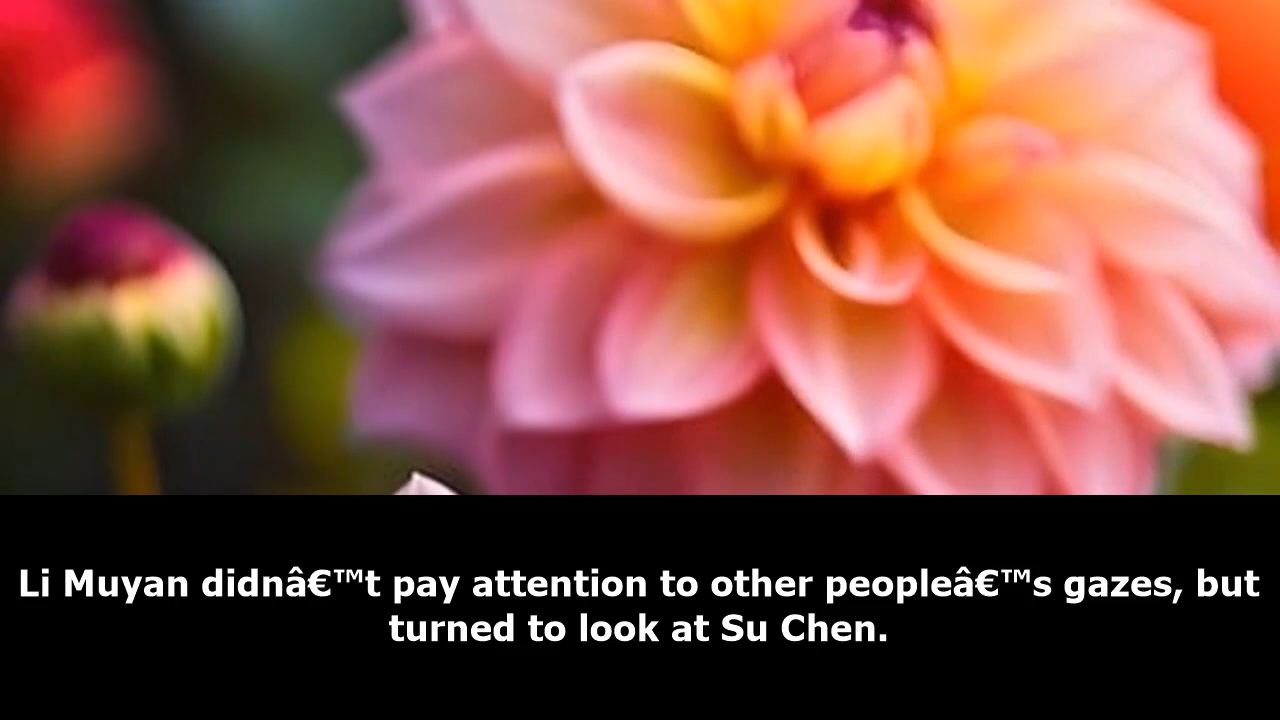 Li Muyan didnâ€™t pay attention to other peopleâ€™s gazes, but
turned to look at Su Chen.